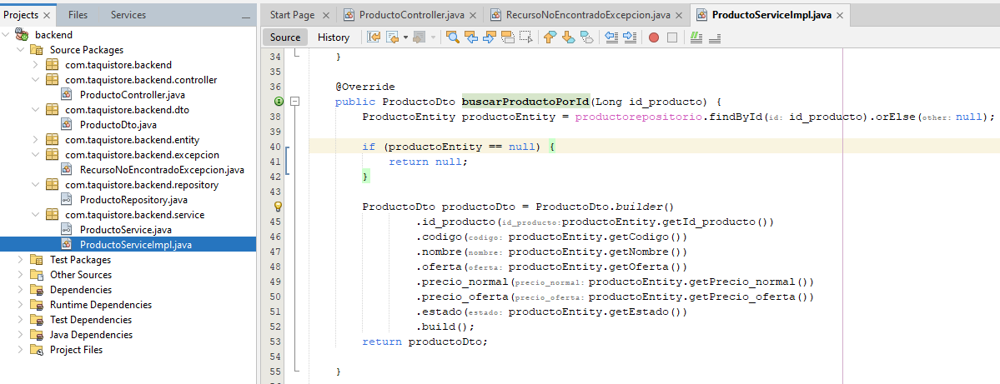 Projects × Files Services
backend
Source Packages
com.taquistore.backend
com.taquistore.backend.controller
ProductoController.java
com.taquistore.backend.dto
ProductoDto.java
com.taquistore.backend.entity
com.taquistore.backend.excepcion
RecursoNoEncontradoExcepcion.java
com.taquistore.backend.repository
ProductoRepository.java
com.taquistore.backend.service
ProductoService.java
ProductoServiceImpl.java
Test Packages
Other Sources
Dependencies
Runtime Dependencies
Test Dependencies
Java Dependencies
Project Files
Start Page × ProductoController.java × RecursoNoEncontradoExcepcion.java × ProductoServiceImpl.java ×
Source History
34 }
35
36 @Override
public ProductoDto buscarProductoPorId(Long id_producto) {
38 ProductoEntity productoEntity = productorepositorio.findById(id: id_producto).orElse(other: null);
39
40 if (productoEntity == null) {
41 return null;
42 }
43
ProductoDto productoDto = ProductoDto.builder()
45 .id_producto(id_producto:productoEntity.getId_producto())
46 .codigo(codigo: productoEntity.getCodigo())
47 .nombre(nombre: productoEntity.getNombre())
48 .oferta(oferta: productoEntity.getOferta())
49 .precio_normal(precio_normal: productoEntity.getPrecio_normal())
50 .precio_oferta(precio_oferta: productoEntity.getPrecio_oferta())
51 .estado(estado: productoEntity.getEstado())
52 .build();
53 return productoDto;
54
55 }